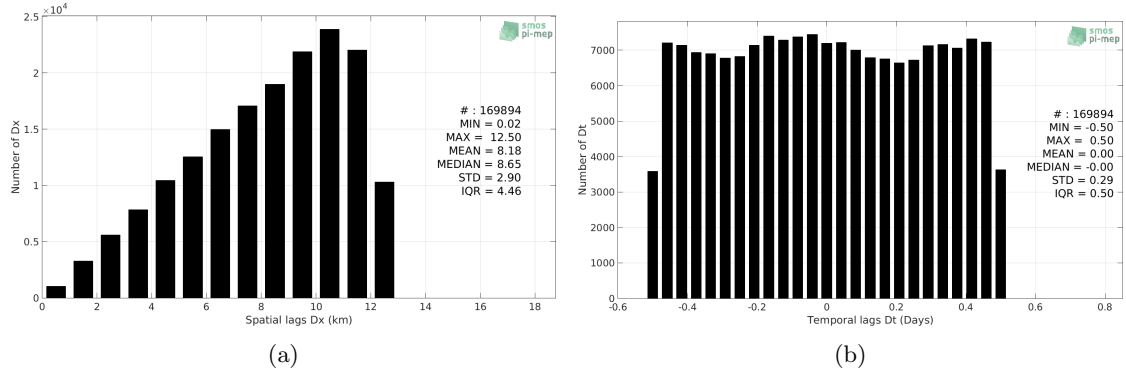 2.5 ×10⁴
smos
pi-mep
2
1.5
1
0.5
0
Number of Dx
# : 169894
MIN = 0.02
MAX = 12.50
MEAN = 8.18
MEDIAN = 8.65
STD = 2.90
IQR = 4.46
0 2 4 6 8 10 12 14 16 18
Spatial lags Dx (km)
(a)
smos
pi-mep
7000
6000
5000
4000
3000
2000
1000
0
Number of Dt
# : 169894
MIN = -0.50
MAX = 0.50
MEAN = 0.00
MEDIAN = -0.00
STD = 0.29
IQR = 0.50
-0.6 -0.4 -0.2 0 0.2 0.4 0.6 0.8
Temporal lags Dt (Days)
(b)